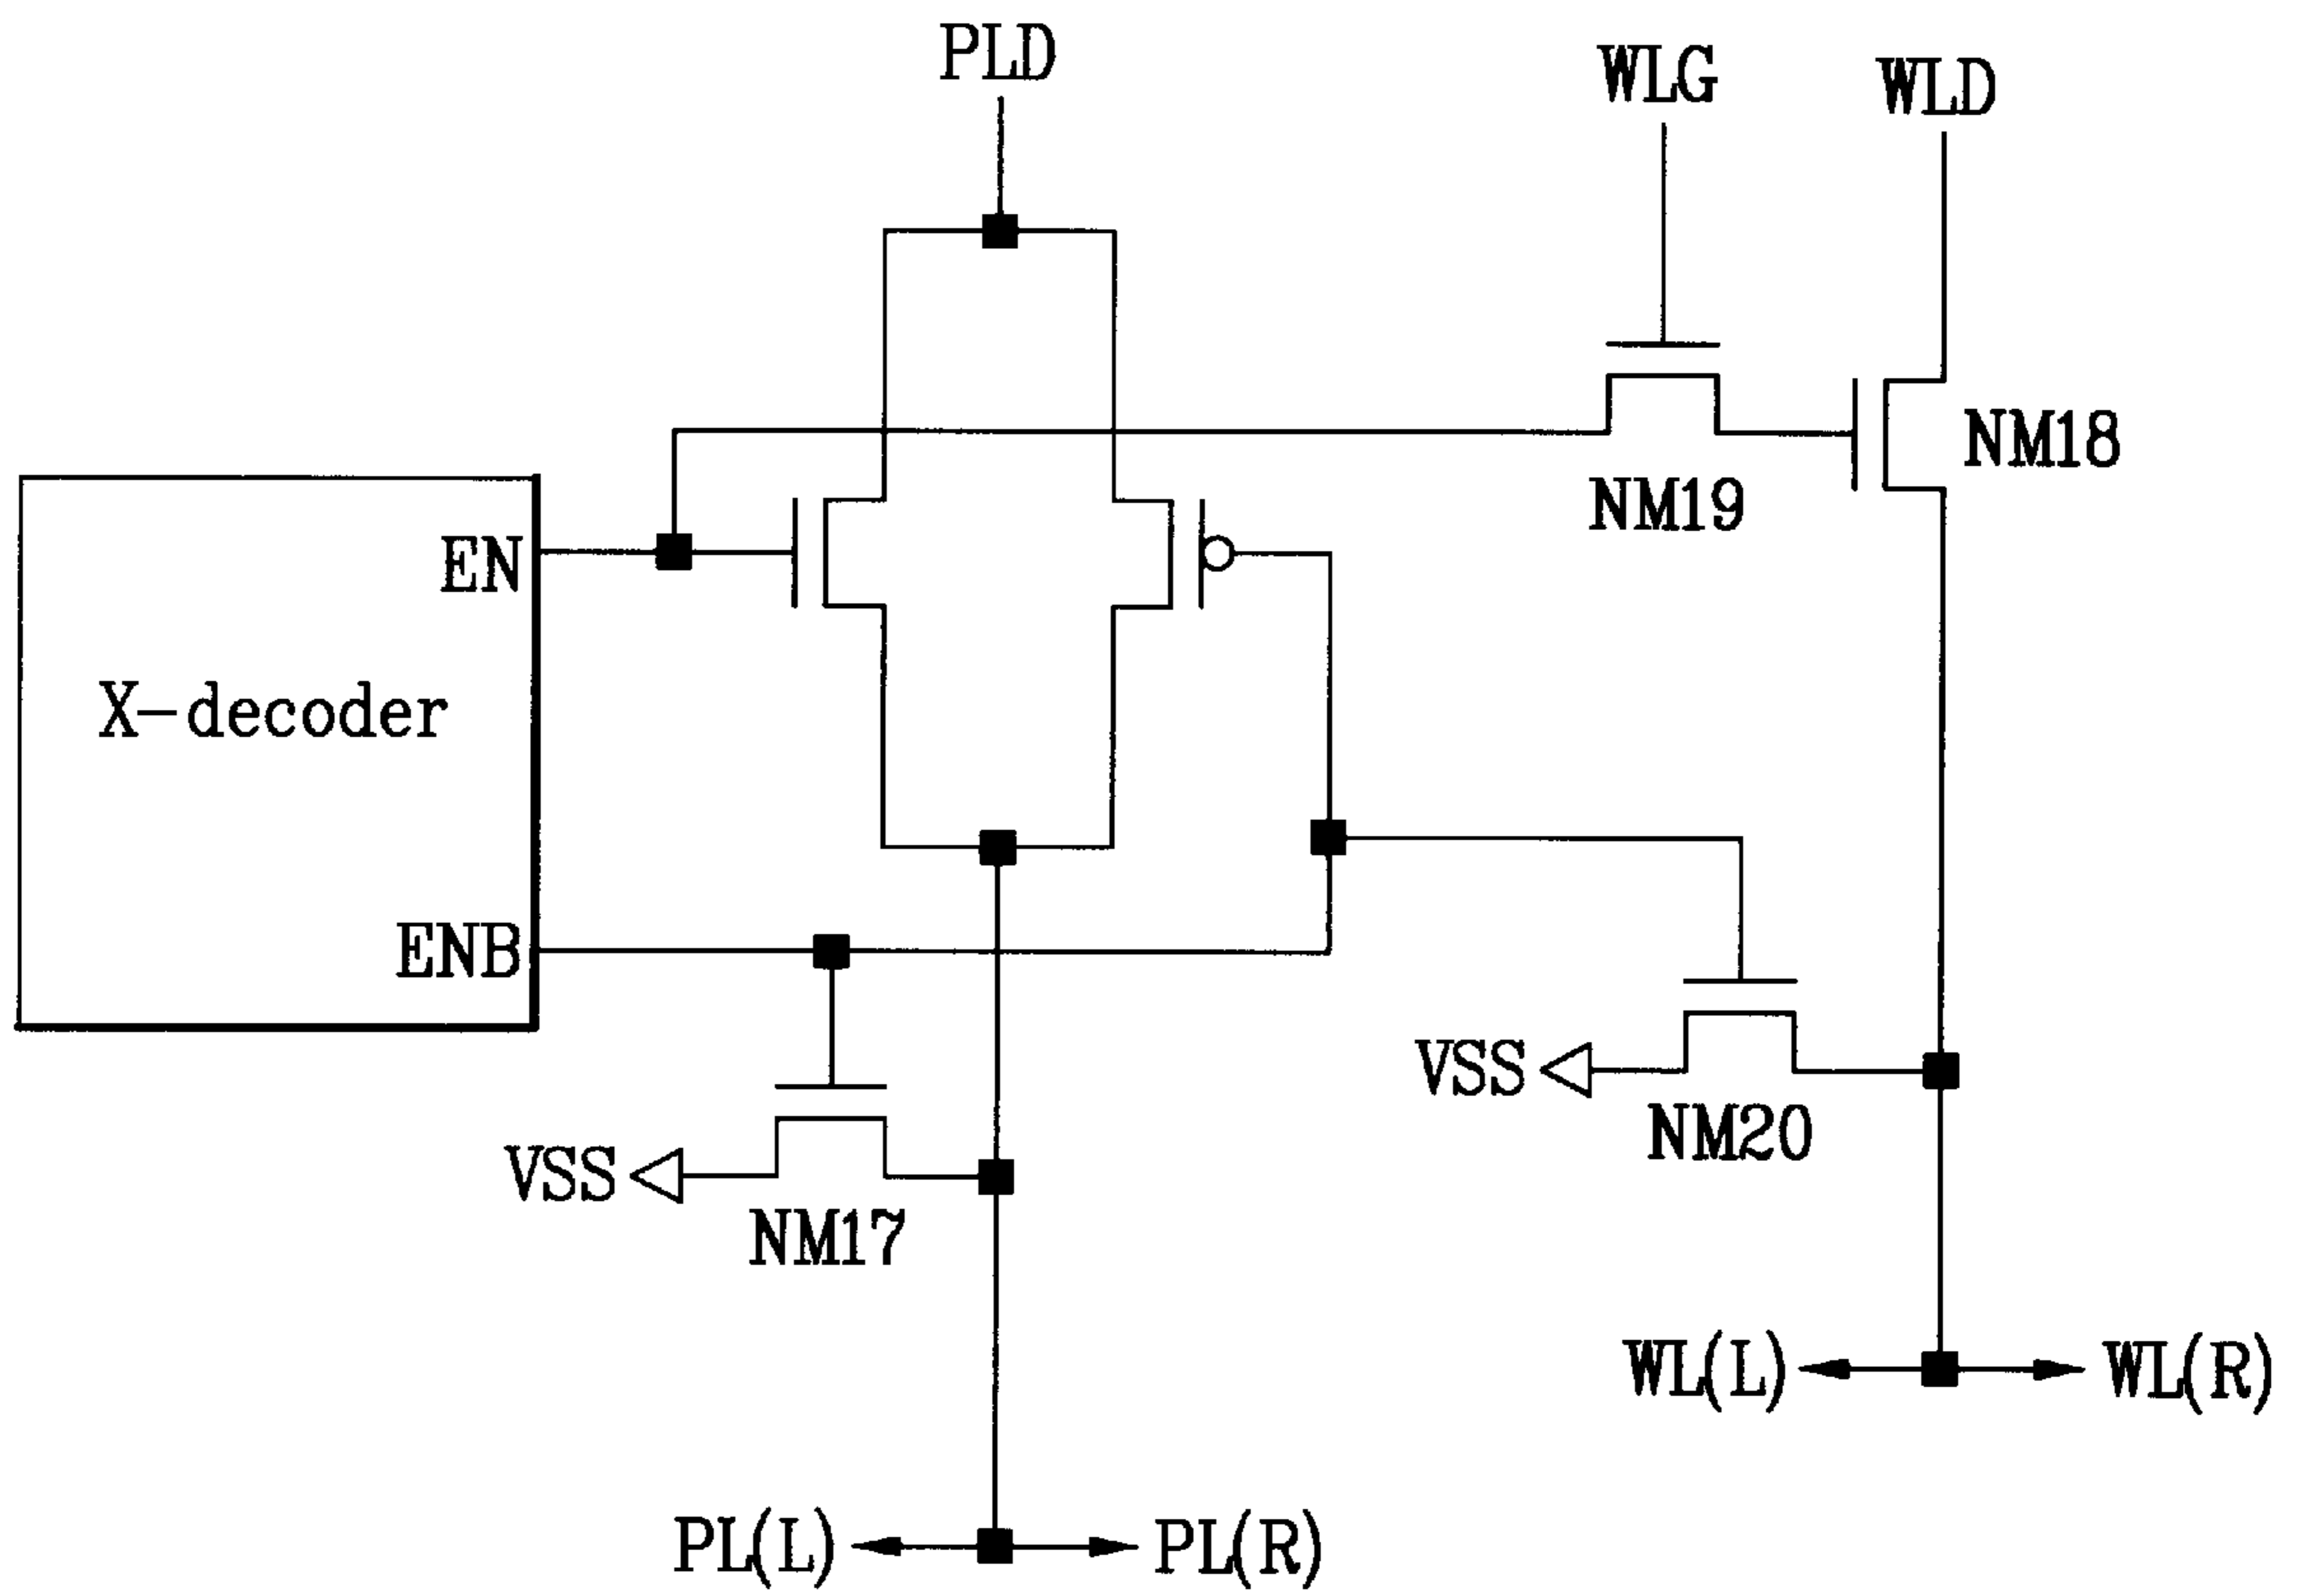 PLD
WLG
WLD
NM18
NM19
EN
X-decoder
ENB
VSS
NM20
VSS
NM17
WL(L)
WL(R)
PL(L)
PL(R)